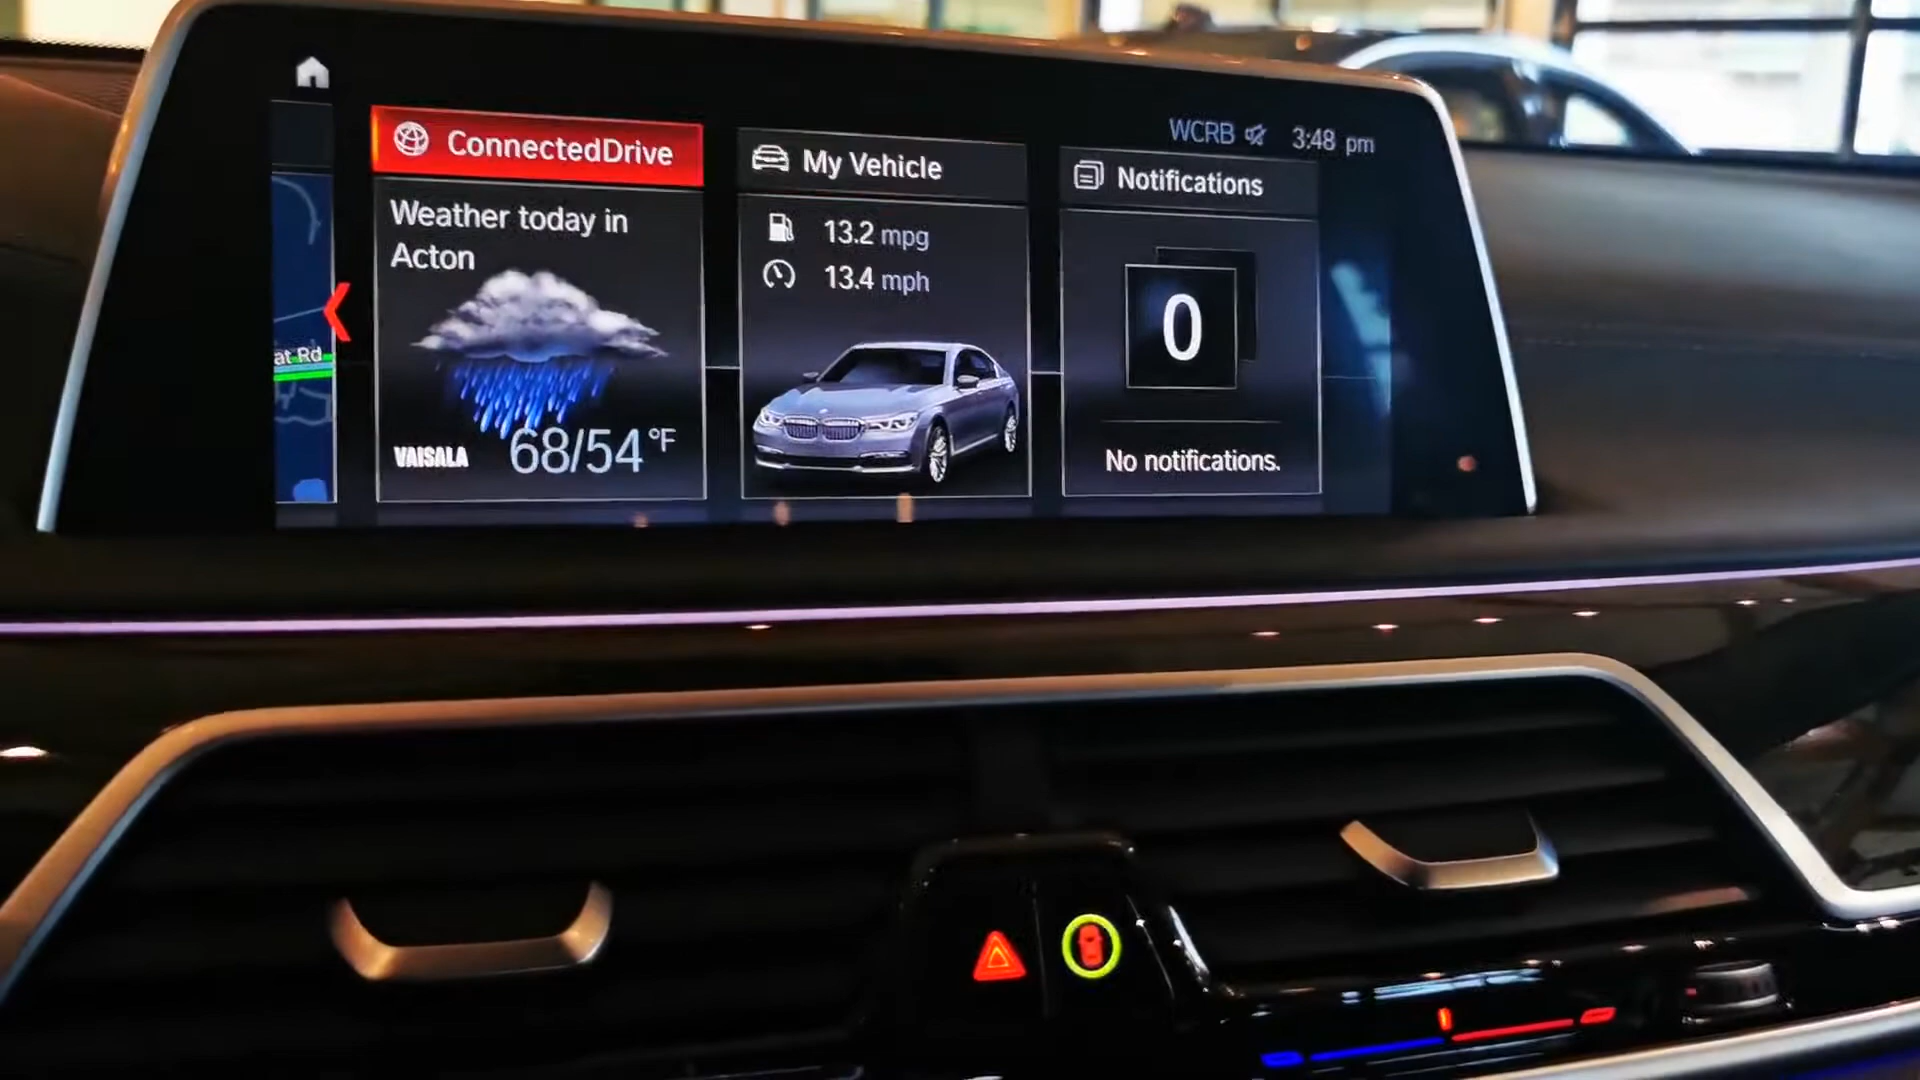 WCRB 3:48 pm
ConnectedDrive
Weather today in
Acton
VAISALA 68/54 °F
My Vehicle
13.2 mpg
13.4 mph
Notifications
0
No notifications.
at Rd